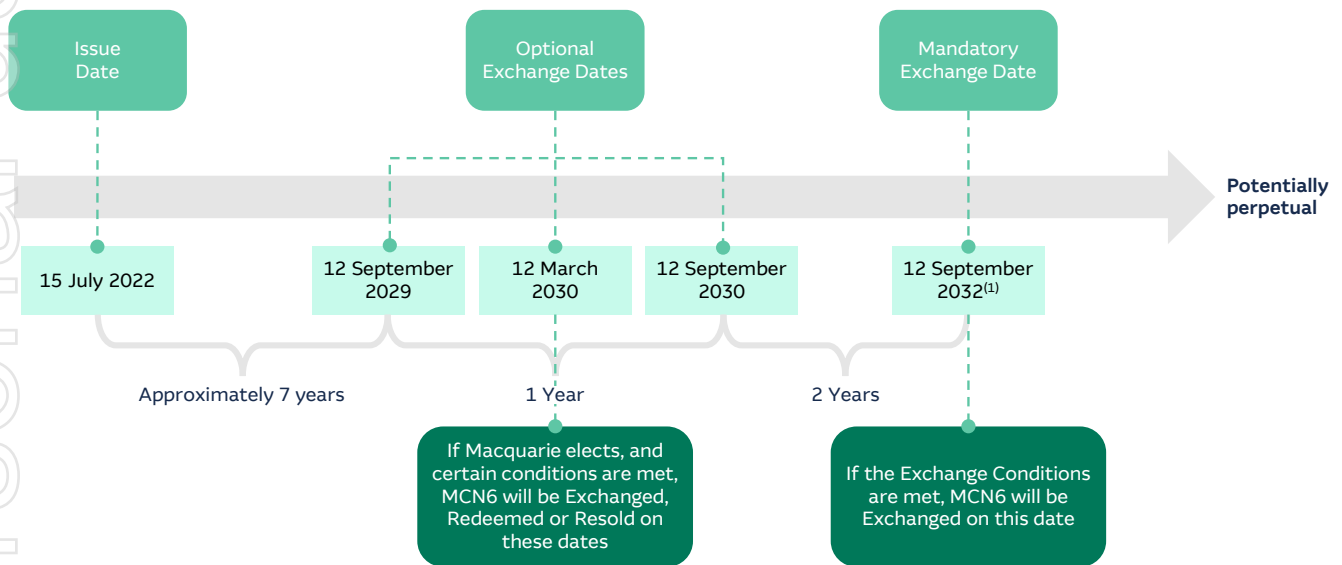 Issue
Date
Optional
Exchange Dates
Mandatory
Exchange Date
Potentially
perpetual
15 July 2022
12 September
2029
12 March
2030
12 September
2030
12 September
2032(1)
Approximately 7 years
1 Year
2 Years
If Macquarie elects, and
certain conditions are met,
MCN6 will be Exchanged,
Redeemed or Resold on
these dates
If the Exchange Conditions
are met, MCN6 will be
Exchanged on this date